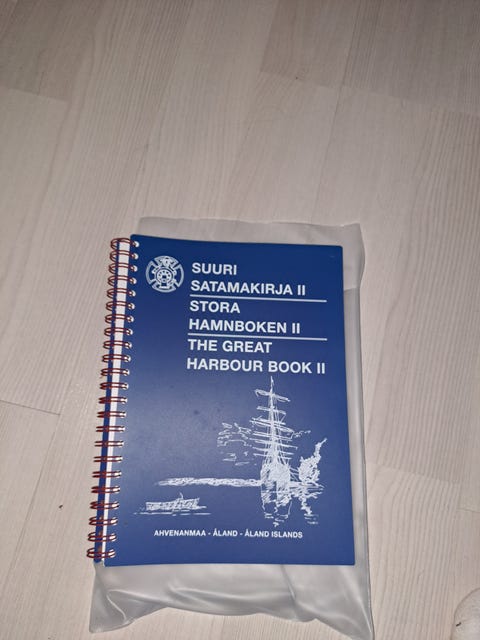 SUURI
SATAMAKIRJA II
STORA
HAMNBOKEN II
THE GREAT
HARBOUR BOOK II
AHVENANMAA - ÅLAND - ÅLAND ISLANDS